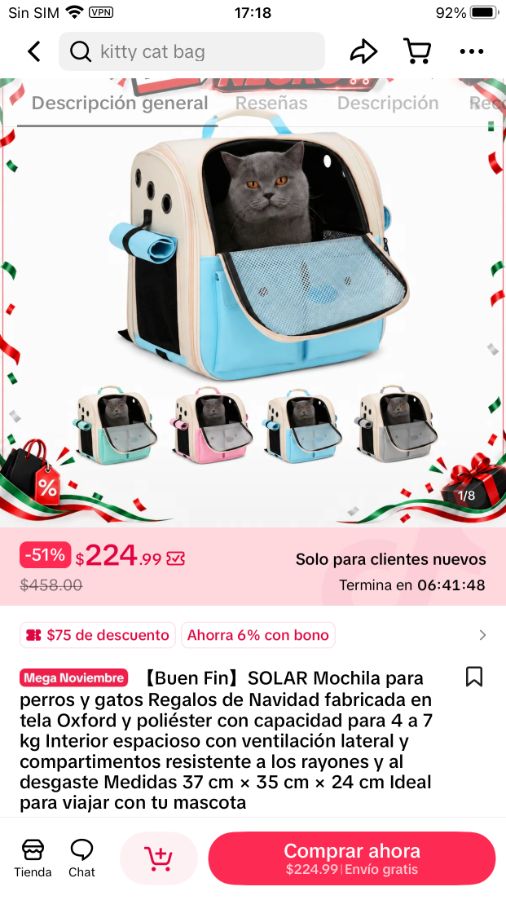 Sin SIM VPN 17:18 92%
kitty cat bag
Descripción general Reseñas Descripción
%
1/8
-51% $224.99 Solo para clientes nuevos
$458.00 Termina en 06:41:48
$75 de descuento Ahorra 6% con bono
Mega Noviembre 【Buen Fin】SOLAR Mochila para
perros y gatos Regalos de Navidad fabricada en
tela Oxford y poliéster con capacidad para 4 a 7
kg Interior espacioso con ventilación lateral y
compartimentos resistente a los rayones y al
desgaste Medidas 37 cm × 35 cm × 24 cm Ideal
para viajar con tu mascota
Tienda Chat Comprar ahora
$224.99 | Envío gratis